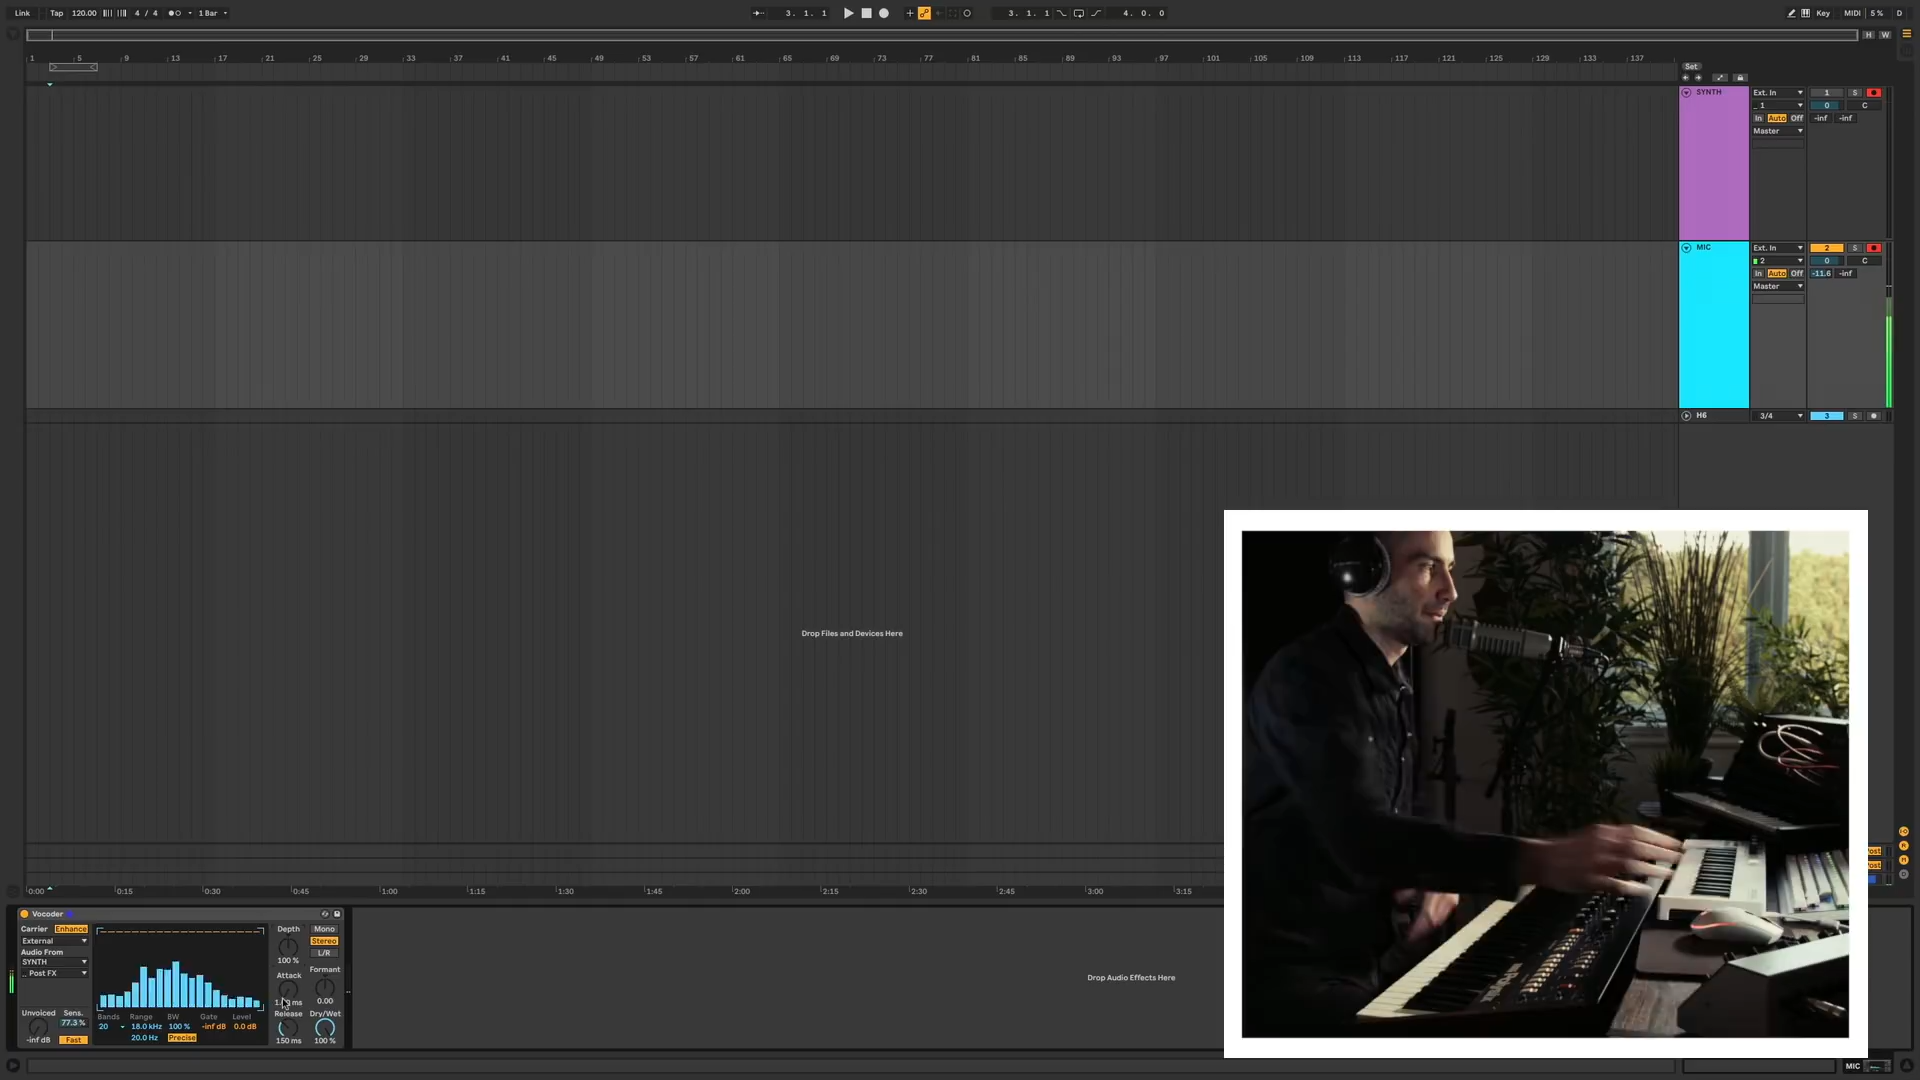 Link Tap 120.00 4 / 4 1 Bar 3. 1. 1 3. 1. 1 4. 0. 0 Key MIDI 5 % D
H W
1 5 9 13 17 21 25 29 33 37 41 45 49 53 57 61 65 69 73 77 81 85 89 93 97 101 105 109 113 117 121 125 129 133 137
Set
SYNTH Ext. In 1 S
1 0 C
In Auto Off -inf -inf
Master
MIC Ext. In 2 S
2 0 C
In Auto Off -11.6 -inf
Master
H6 3/4 3 S
Drop Files and Devices Here
0:00 0:15 0:30 0:45 1:00 1:15 1:30 1:45 2:00 2:15 2:30 2:45 3:00 3:15
Vocoder
Carrier Enhance
External
Audio From
SYNTH
Post FX
Unvoiced Sens.
77.3 %
-inf dB Fast
Bands Range BW Gate Level
20 18.0 kHz 100 % -inf dB 0.0 dB
20.0 Hz Precise
Depth Mono
Stereo
100 % L/R
Attack Formant
0.00
Release Dry/Wet
150 ms 100 %
Drop Audio Effects Here
MIC